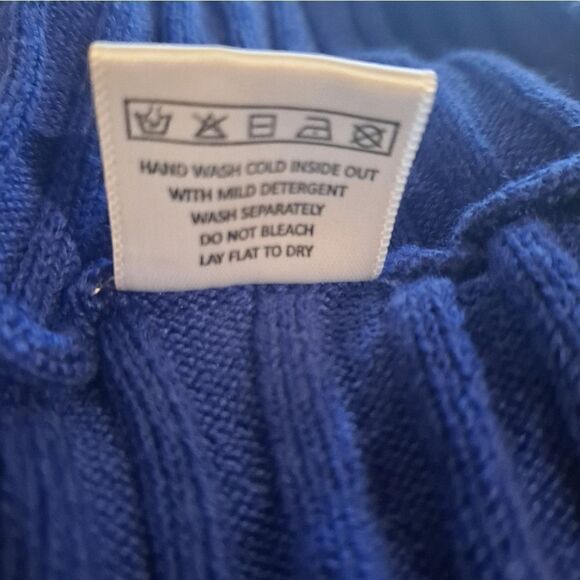 HAND WASH COLD INSIDE OUT
WITH MILD DETERGENT
WASH SEPARATELY
DO NOT BLEACH
LAY FLAT TO DRY